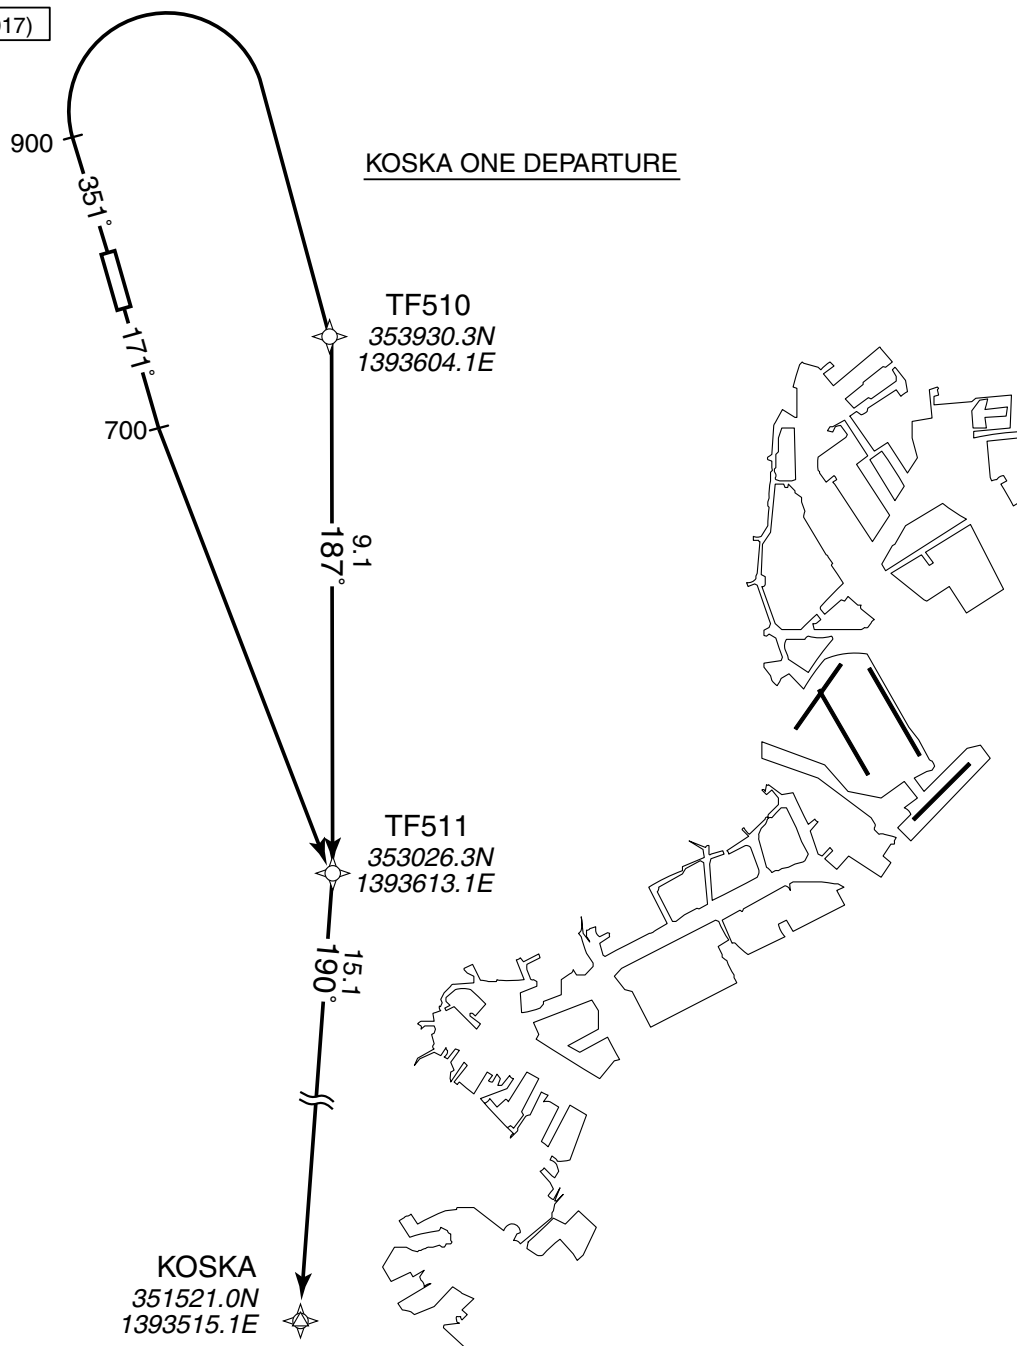 017)
900
KOSKA ONE DEPARTURE
351°
TF510
353930.3N
1393604.1E
171°
700
9.1
187°
TF511
353026.3N
1393613.1E
15.1
190°
KOSKA
351521.0N
1393515.1E